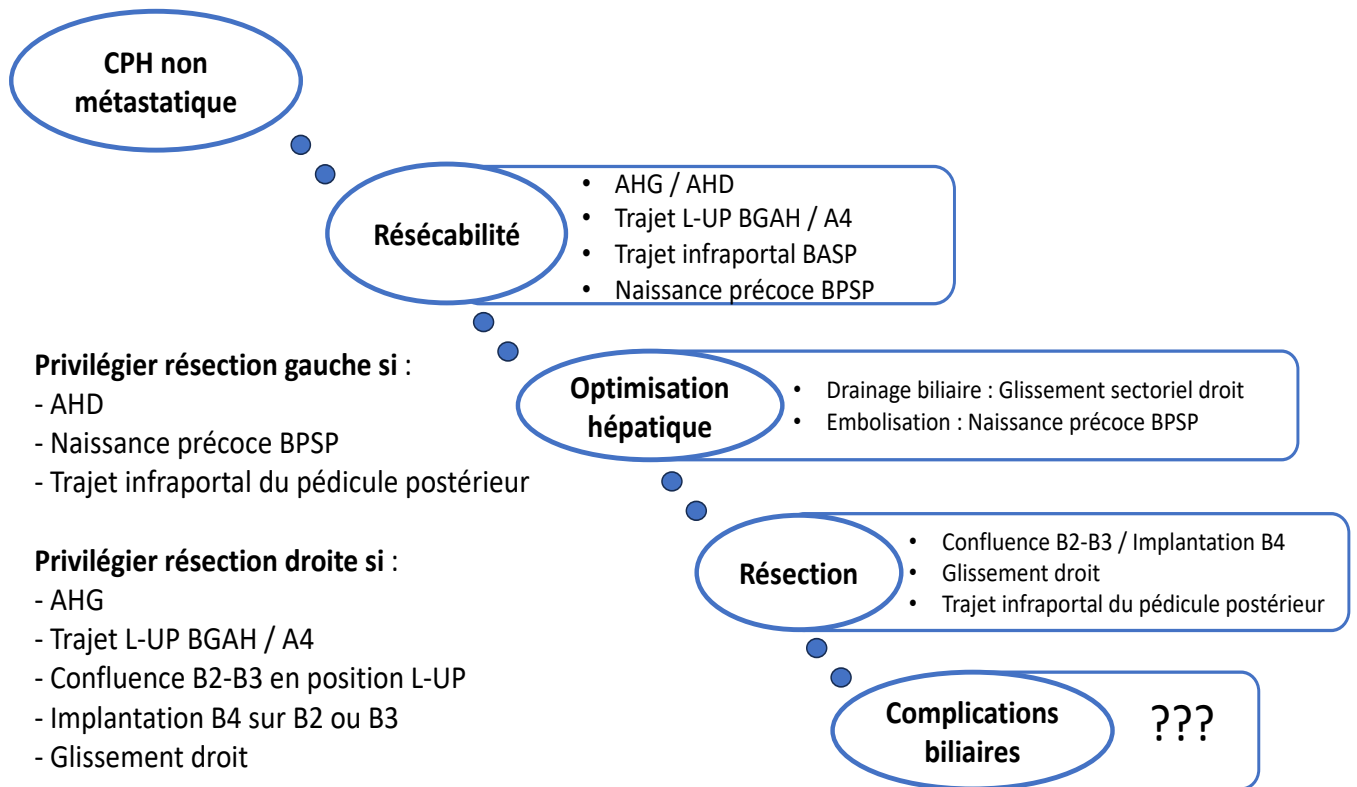 CPH non
métastatique
Résécabilité
• AHG / AHD
• Trajet L-UP BGAH / A4
• Trajet infraportal BASP
• Naissance précoce BPSP
Privilégier résection gauche si :
- AHD
- Naissance précoce BPSP
- Trajet infraportal du pédicule postérieur
Optimisation
hépatique
• Drainage biliaire : Glissement sectoriel droit
• Embolisation : Naissance précoce BPSP
Privilégier résection droite si :
- AHG
- Trajet L-UP BGAH / A4
- Confluence B2-B3 en position L-UP
- Implantation B4 sur B2 ou B3
- Glissement droit
Résection
• Confluence B2-B3 / Implantation B4
• Glissement droit
• Trajet infraportal du pédicule postérieur
Complications
biliaires
???